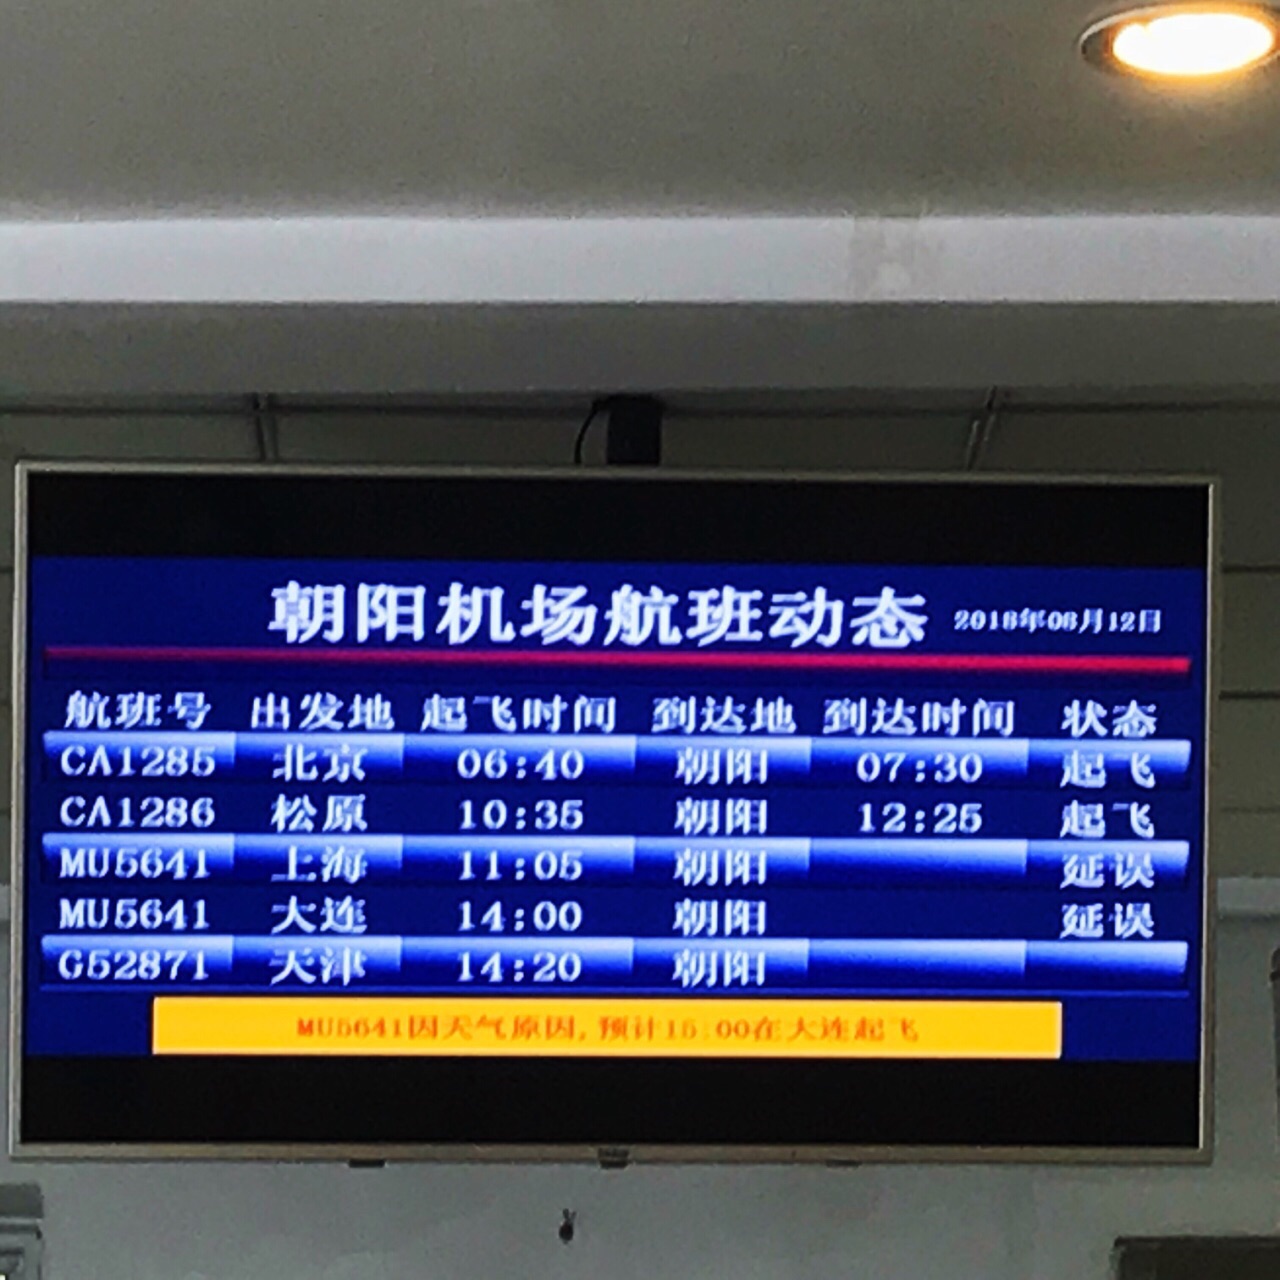 朝阳机场航班动态 2018年08月12日
航班号 出发地 起飞时间 到达地 到达时间 状态
CA1285 北京 06:40 朝阳 07:30 起飞
CA1286 松原 10:35 朝阳 12:25 起飞
MU5641 上海 11:05 朝阳 延误
MU5641 大连 14:00 朝阳 延误
G52871 天津 14:20 朝阳
MU5641因天气原因,预计15:00在大连起飞